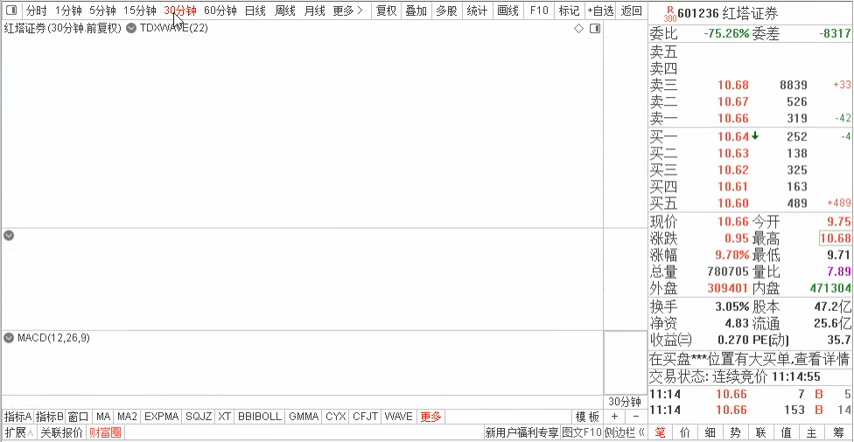 分时 1分钟 5分钟 15分钟 30分钟 60分钟 日线 周线 月线 更多> 复权 叠加 多股 统计 画线 F10 标记 +自选 返回
红塔证券(30分钟.前复权) TDXWAVE(22)
MACD(12,26,9)
30分钟
指标A 指标B 窗口 MA MA2 EXPMA SQJZ XT BBIBOLL GMMA CYX CFJT WAVE 更多 模板 + -
扩展∧ 关联报价 财富圈 新用户福利专享 图文F10 侧边栏《
R 300 601236 红塔证券
委比 -75.26% 委差 -8317
卖五
卖四
卖三 10.68 8839 +33
卖二 10.67 526
卖一 10.66 319 -42
买一 10.64 252 -4
买二 10.63 138
买三 10.62 325
买四 10.61 163
买五 10.60 489 +489
现价 10.66 今开 9.75
涨跌 0.95 最高 10.68
涨幅 9.78% 最低 9.71
总量 780705 量比 7.89
外盘 309401 内盘 471304
换手 3.05% 股本 47.2亿
净资 4.83 流通 25.6亿
收益㈢ 0.270 PE(动) 35.7
在买盘***位置有大买单,查看详情
交易状态: 连续竞价 11:14:55
11:14 10.66 7 B 5
11:14 10.66 153 B 14
笔 价 细 势 联 值 主 筹